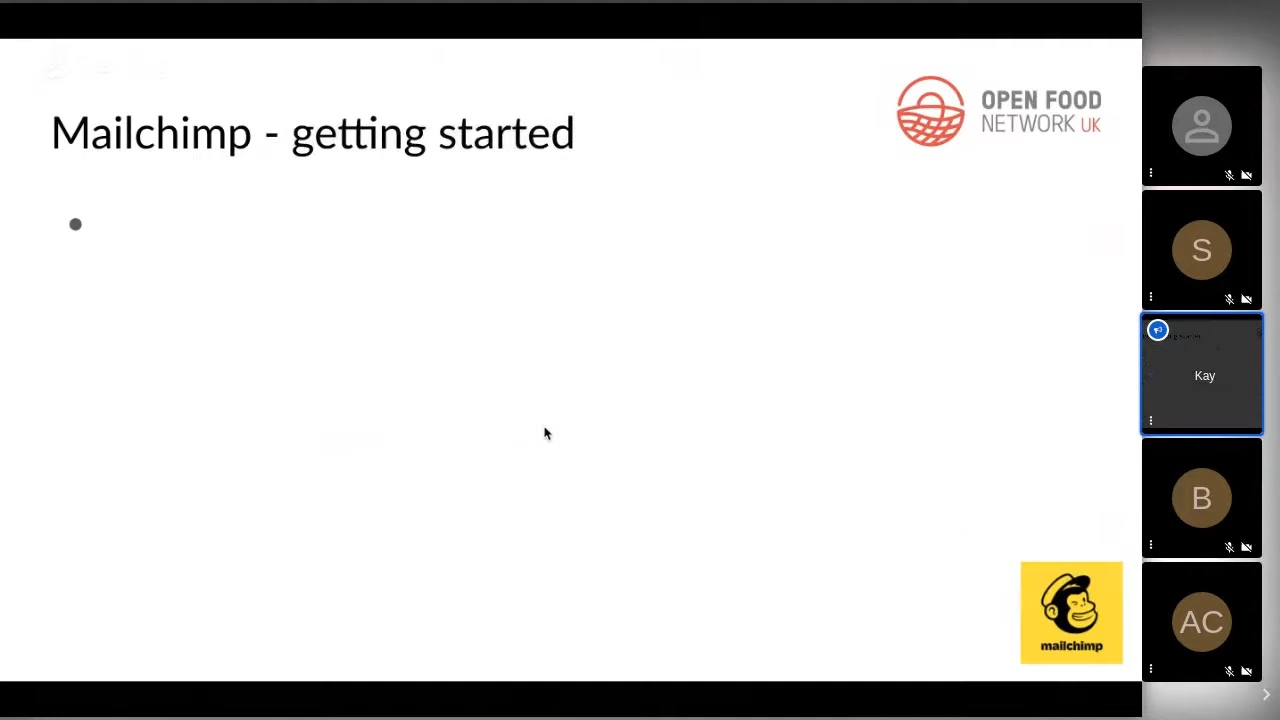 Mailchimp - getting started
OPEN FOOD
NETWORK UK
S
Kay
B
mailchimp
AC